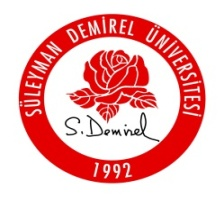 SÜLEYMAN DEMİREL ÜNİVERSİTESİ
S. Demirel
1992